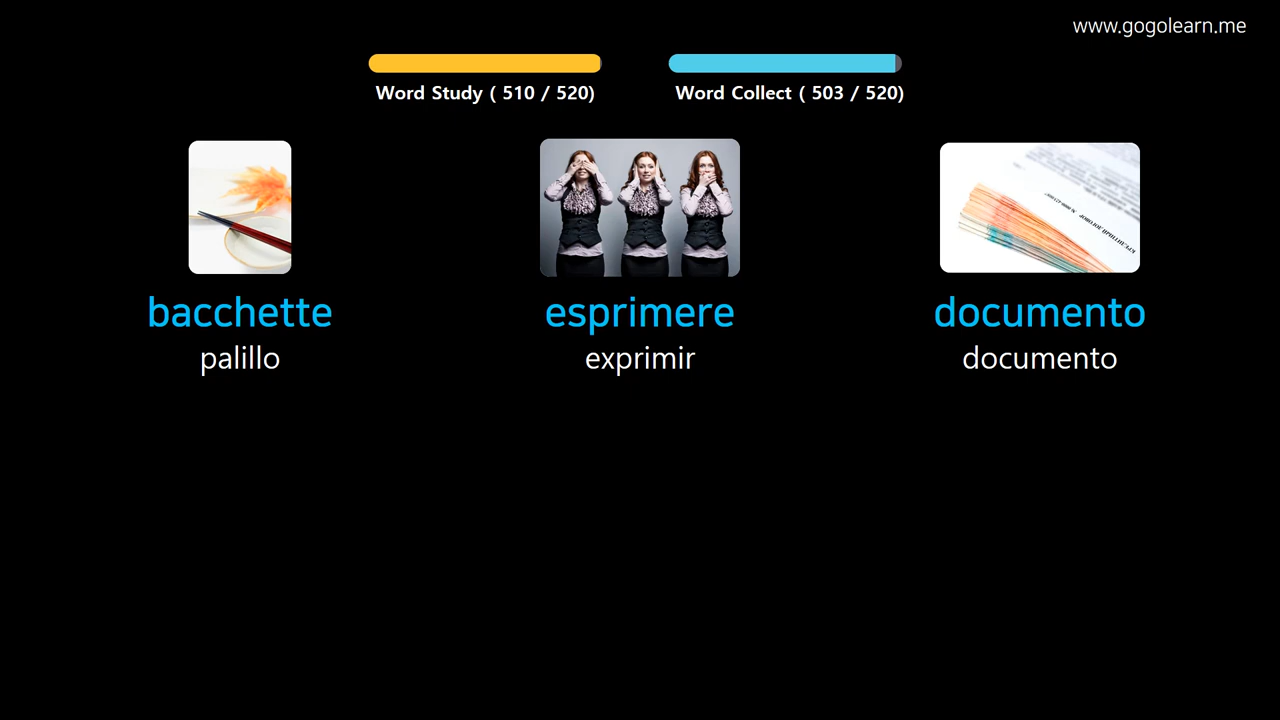 www.gogolearn.me
Word Study ( 510 / 520)
Word Collect ( 503 / 520)
bacchette
esprimere
documento
palillo
exprimir
documento